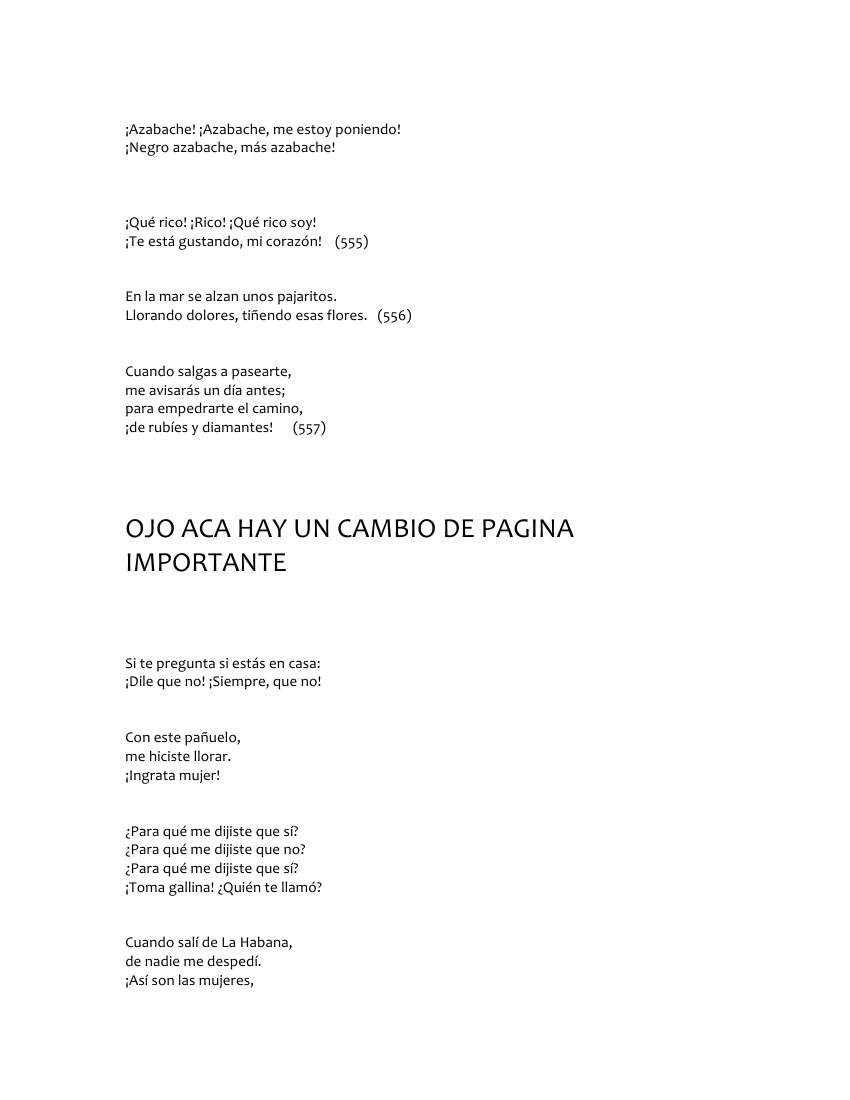 ¡Azabache! ¡Azabache, me estoy poniendo!
¡Negro azabache, más azabache!
¡Qué rico! ¡Rico! ¡Qué rico soy!
¡Te está gustando, mi corazón! (555)
En la mar se alzan unos pajaritos.
Llorando dolores, tiñendo esas flores. (556)
Cuando salgas a pasearte,
me avisarás un día antes;
para empedrarte el camino,
¡de rubíes y diamantes! (557)
OJO ACA HAY UN CAMBIO DE PAGINA
IMPORTANTE
Si te pregunta si estás en casa:
¡Dile que no! ¡Siempre, que no!
Con este pañuelo,
me hiciste llorar.
¡Ingrata mujer!
¿Para qué me dijiste que sí?
¿Para qué me dijiste que no?
¿Para qué me dijiste que sí?
¡Toma gallina! ¿Quién te llamó?
Cuando salí de La Habana,
de nadie me despedí.
¡Así son las mujeres,